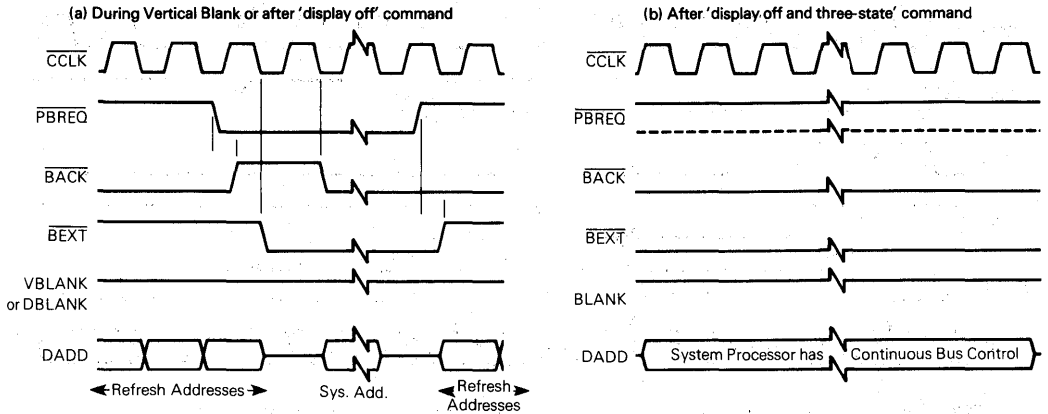 (a) During Vertical Blank or after 'display off' command
CCLK
PBREQ
BACK
BEXT
VBLANK
or DBLANK
DADD
Refresh Addresses
Sys. Add.
Refresh
Addresses
(b) After 'display off and three-state' command
CCLK
PBREQ
BACK
BEXT
BLANK
DADD
System Processor has Continuous Bus Control